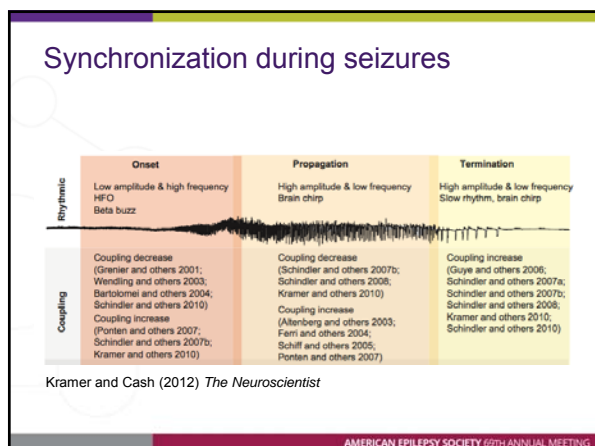 Synchronization during seizures
Onset
Propagation
Termination
Rhythmic
Low amplitude & high frequency
HFO
Beta buzz
High amplitude & low frequency
Brain chirp
High amplitude & low frequency
Slow rhythm, brain chirp
Coupling
Coupling decrease
(Grenier and others 2001;
Wendling and others 2003;
Bartolomei and others 2004;
Schindler and others 2010)
Coupling increase
(Ponten and others 2007;
Schindler and others 2007b;
Kramer and others 2010)
Coupling decrease
(Schindler and others 2007b;
Schindler and others 2008;
Kramer and others 2010)
Coupling increase
(Altenberg and others 2003;
Ferri and others 2004;
Schiff and others 2005;
Ponten and others 2007)
Coupling increase
(Guye and others 2006;
Schindler and others 2007a;
Schindler and others 2007b;
Schindler and others 2008;
Kramer and others 2010;
Schindler and others 2010)
Kramer and Cash (2012) The Neuroscientist
AMERICAN EPILEPSY SOCIETY 69TH ANNUAL MEETING